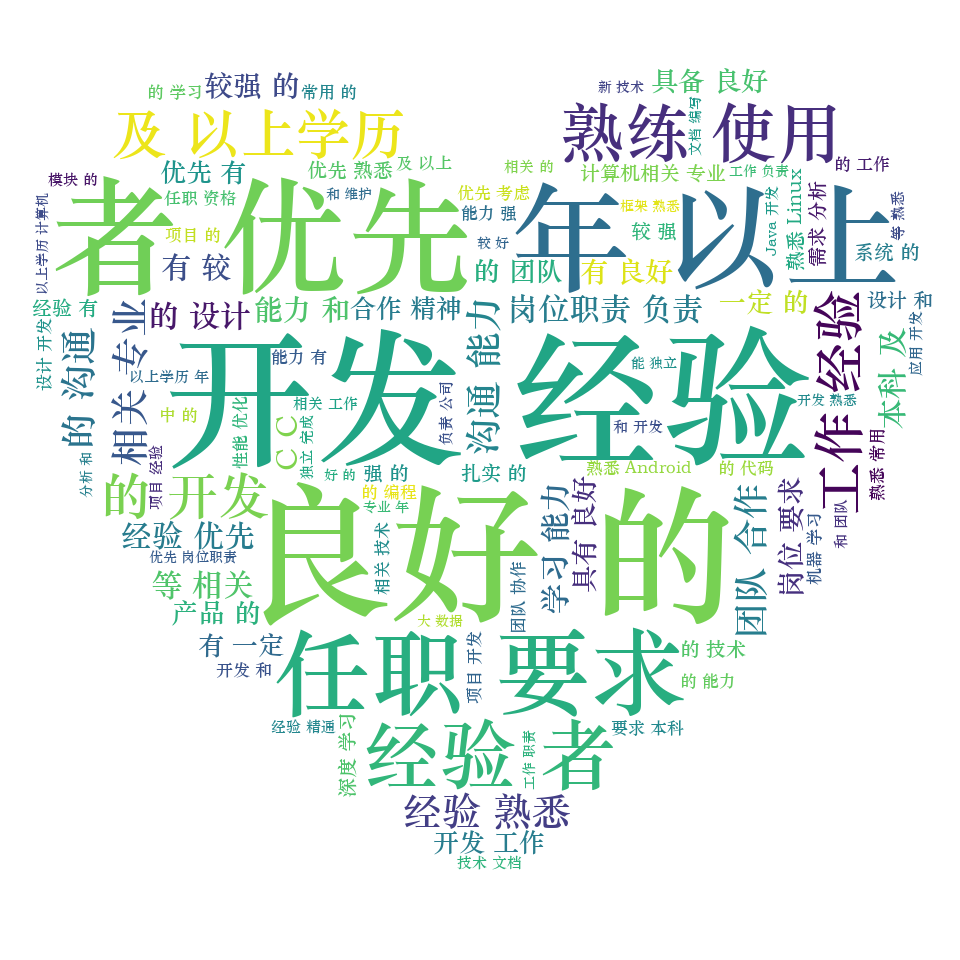 的 学习
较强 的
常用 的
新 技术
具备 良好
文档 编写
及 以上学历
熟练 使用
优先 有
优先 熟悉
及 以上
相关 的
计算机相关 专业
工作 负责
的 工作
模块 的
任职 资格
和 维护
优先 考虑
框架 熟悉
能力 强
者 优先
年 以上
Java 开发
熟悉 Linux
需求 分析
等 熟悉
以上学历 计算机
项目 的
较 好
较 强
系统 的
有 较
的 团队
有 良好
经验 有
的 设计
能力 和
合作 精神
岗位职责 负责
一定 的
设计 和
设计 开发
的 沟通
相关 专业
能力 有
沟通 能力
能 独立
工作 经验
本科 及
应用 开发
以上学历 年
开发 经验
相关 工作
负责 公司
开发 熟悉
中 的
性能 优化
C C
独立 完成
和 开发
分析 和
项目 经验
好 的
强 的
扎实 的
熟悉 Android
的 代码
熟悉 常用
的 开发
的 编程
专业 年
良好 的
学习 能力
具有 良好
团队 合作
岗位 要求
机器 学习
和 团队
经验 优先
优先 岗位职责
相关 技术
团队 协作
等 相关
产品 的
大 数据
有 一定
任职 要求
项目 开发
的 技术
开发 和
的 能力
深度 学习
经验 精通
经验 者
工作 职责
要求 本科
经验 熟悉
开发 工作
技术 文档